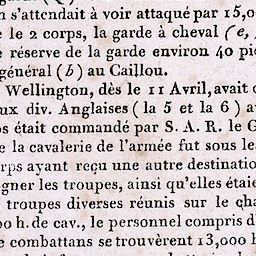 n s'attendait à voir attaqué par 15,0
e le 2 corps, la garde à cheval (e,
e réserve de la garde environ 40 pi
général (b) au Caillou.
Wellington, dès le 11 Avril, avait
ux div. Anglaises (la 5 et la 6) a
ps était commandé par S. A. R. le G
e la cavalerie de l'armée fut sous le
rps ayant reçu une autre destinatio
gner les troupes, ainsi qu'elles étaie
troupes diverses réunis sur le cha
00 h. de cav., le personnel compris d
e combattans se trouvèrent 13,000 h